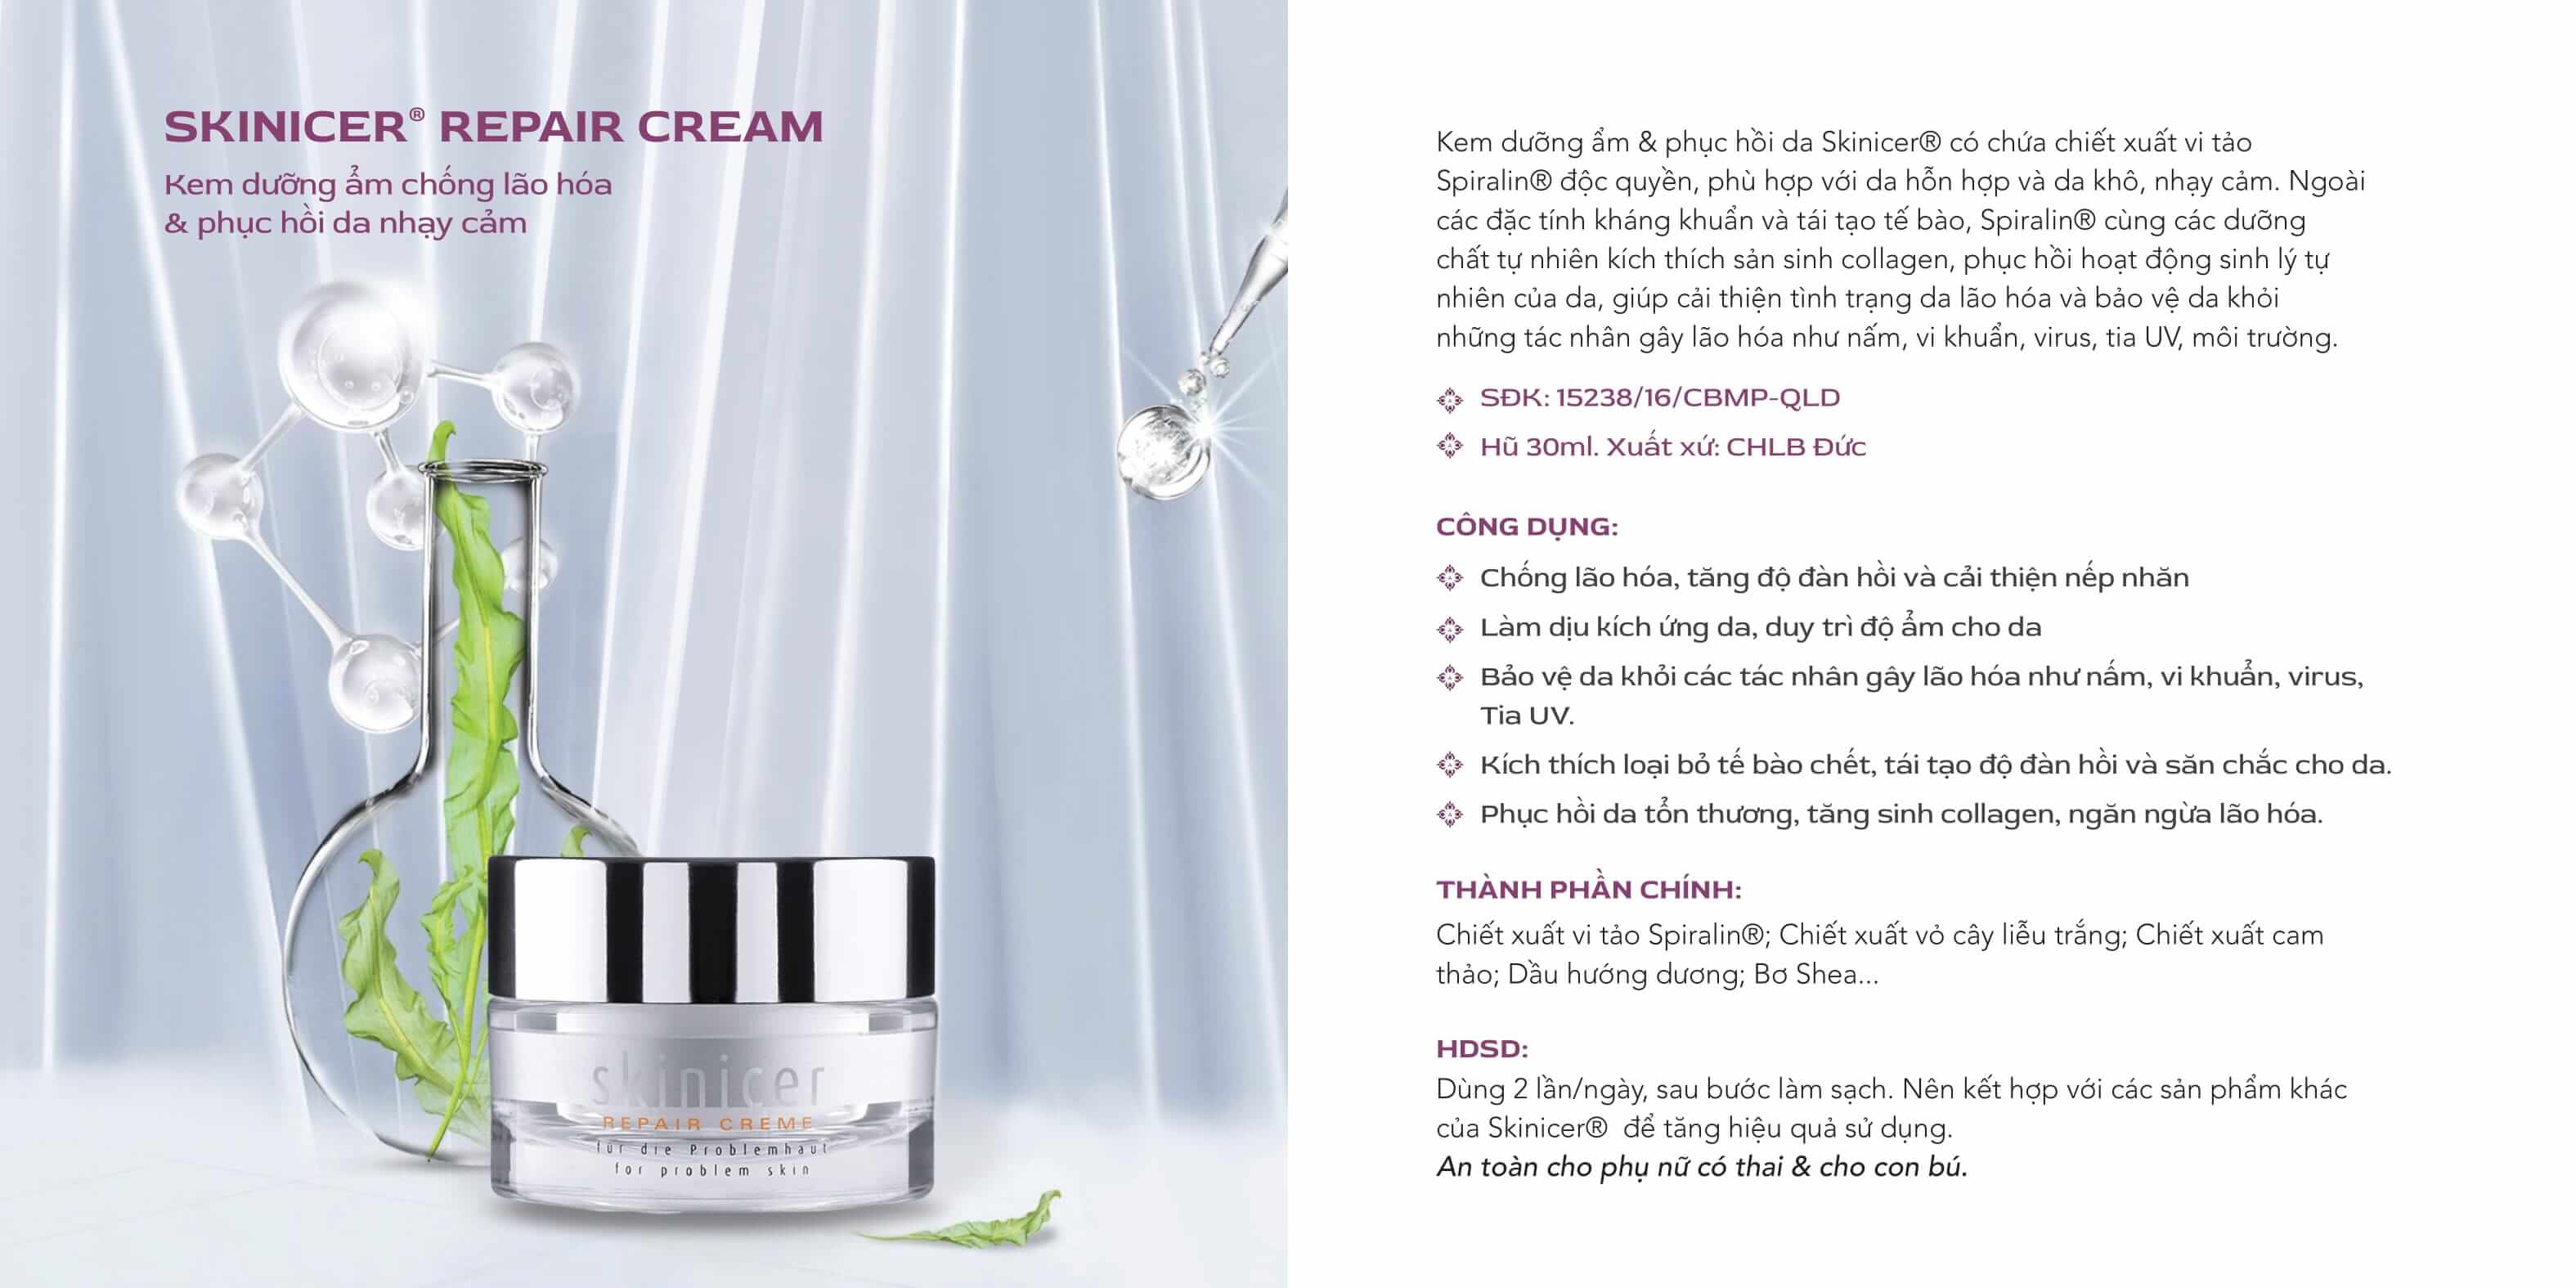 SKINICER® REPAIR CREAM
Kem dưỡng ẩm chống lão hóa
& phục hồi da nhạy cảm
skinicer
REPAIR CREME
für die Problemhaut
for problem skin
Kem dưỡng ẩm & phục hồi da Skinicer® có chứa chiết xuất vi tảo
Spiralin® độc quyền, phù hợp với da hỗn hợp và da khô, nhạy cảm. Ngoài
các đặc tính kháng khuẩn và tái tạo tế bào, Spiralin® cùng các dưỡng
chất tự nhiên kích thích sản sinh collagen, phục hồi hoạt động sinh lý tự
nhiên của da, giúp cải thiện tình trạng da lão hóa và bảo vệ da khỏi
những tác nhân gây lão hóa như nấm, vi khuẩn, virus, tia UV, môi trường.
SĐK: 15238/16/CBMP-QLD
Hũ 30ml. Xuất xứ: CHLB Đức
CÔNG DỤNG:
Chống lão hóa, tăng độ đàn hồi và cải thiện nếp nhăn
Làm dịu kích ứng da, duy trì độ ẩm cho da
Bảo vệ da khỏi các tác nhân gây lão hóa như nấm, vi khuẩn, virus,
Tia UV.
Kích thích loại bỏ tế bào chết, tái tạo độ đàn hồi và săn chắc cho da.
Phục hồi da tổn thương, tăng sinh collagen, ngăn ngừa lão hóa.
THÀNH PHẦN CHÍNH:
Chiết xuất vi tảo Spiralin®; Chiết xuất vỏ cây liễu trắng; Chiết xuất cam
thảo; Dầu hướng dương; Bơ Shea...
HDSD:
Dùng 2 lần/ngày, sau bước làm sạch. Nên kết hợp với các sản phẩm khác
của Skinicer® để tăng hiệu quả sử dụng.
An toàn cho phụ nữ có thai & cho con bú.